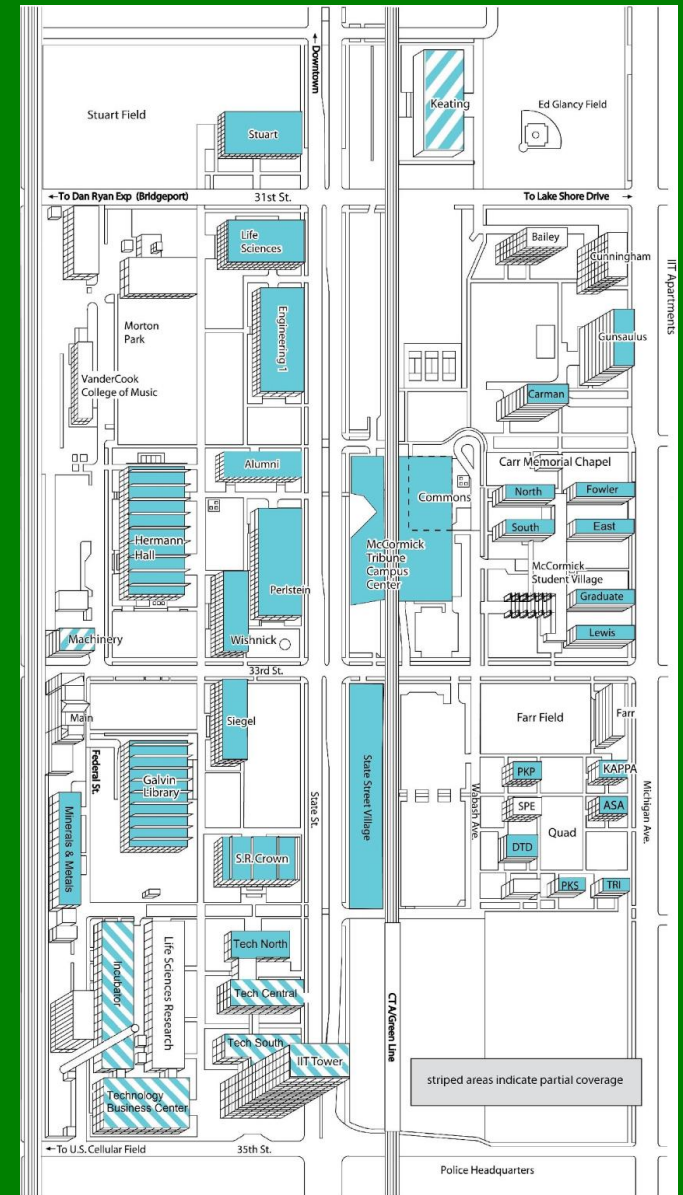 Downtown
Stuart Field
Stuart
Keating
Ed Glancy Field
To Dan Ryan Exp (Bridgeport)
31st St.
To Lake Shore Drive
Life
Sciences
Bailey
Cunningham
IIT Apartments
Engineering 1
Morton
Park
Gunsaulus
VanderCook
College of Music
Carman
Alumni
Carr Memorial Chapel
Commons
North
Fowler
South
East
Hermann
Hall
McCormick
Tribune
Campus
Center
McCormick
Student Village
Perlstein
Graduate
Machinery
Wishnick
Lewis
33rd St.
Main
Siegel
Farr Field
Farr
Federal St.
Galvin
Library
State St.
State Street Village
Wabash Ave.
PKP
KAPPA
Michigan Ave.
Minerals & Metals
SPE
ASA
Quad
DTD
S.R.Crown
PKS
TRI
Tech North
Incubator
Life Sciences Research
Tech Central
CTA/Green Line
Tech South
IIT Tower
striped areas indicate partial coverage
Technology
Business Center
To U.S. Cellular Field
35th St.
Police Headquarters